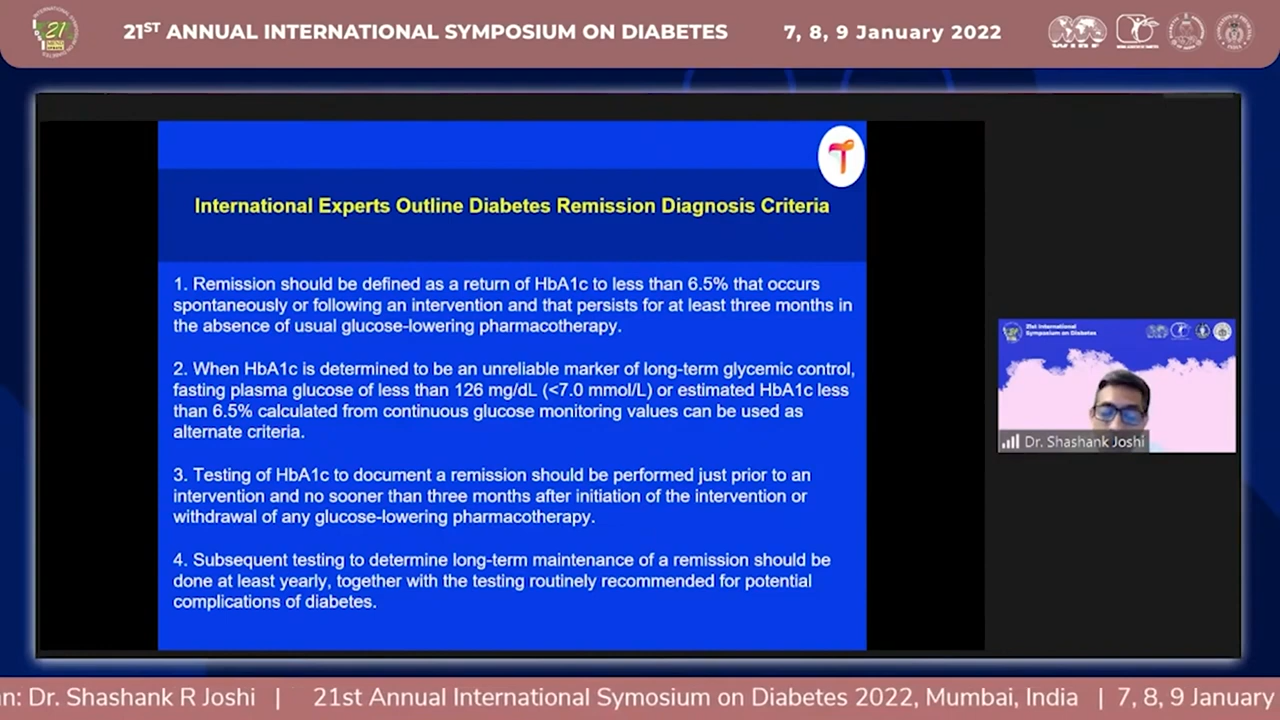 21ST ANNUAL INTERNATIONAL SYMPOSIUM ON DIABETES
7, 8, 9 January 2022
21
International Experts Outline Diabetes Remission Diagnosis Criteria
1. Remission should be defined as a return of HbA1c to less than 6.5% that occurs
spontaneously or following an intervention and that persists for at least three months in
the absence of usual glucose-lowering pharmacotherapy.
2. When HbA1c is determined to be an unreliable marker of long-term glycemic control,
fasting plasma glucose of less than 126 mg/dL (<7.0 mmol/L) or estimated HbA1c less
than 6.5% calculated from continuous glucose monitoring values can be used as
alternate criteria.
3. Testing of HbA1c to document a remission should be performed just prior to an
intervention and no sooner than three months after initiation of the intervention or
withdrawal of any glucose-lowering pharmacotherapy.
4. Subsequent testing to determine long-term maintenance of a remission should be
done at least yearly, together with the testing routinely recommended for potential
complications of diabetes.
21st International
Symposium on Diabetes
Dr. Shashank Joshi
n: Dr. Shashank R Joshi | 21st Annual International Symosium on Diabetes 2022, Mumbai, India | 7, 8, 9 January